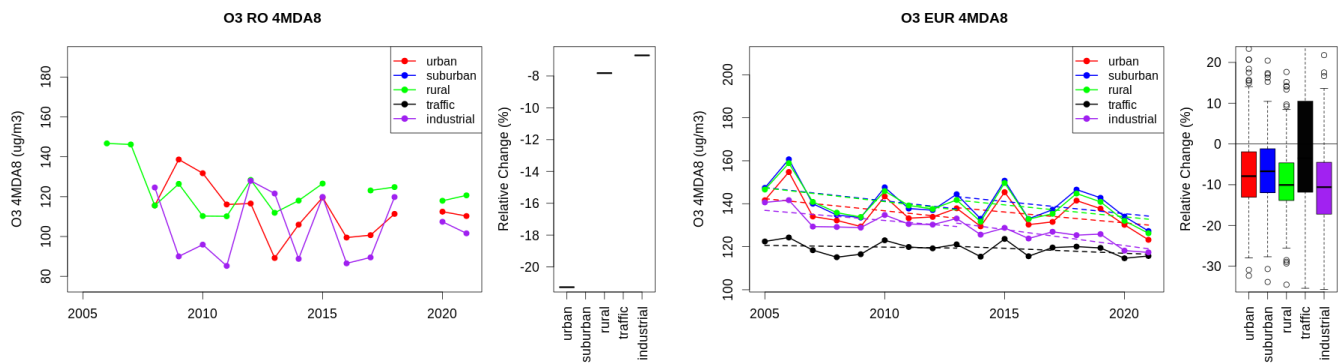 O3 RO 4MDA8
O3 4MDA8 (ug/m3)
180
160
140
120
100
80
2005
2010
2015
2020
urban
suburban
rural
traffic
industrial
Relative Change (%)
-8
-10
-12
-14
-16
-18
-20
urban
suburban
rural
traffic
industrial
O3 EUR 4MDA8
O3 4MDA8 (ug/m3)
200
180
160
140
120
100
2005
2010
2015
2020
urban
suburban
rural
traffic
industrial
Relative Change (%)
20
10
0
-10
-20
-30
urban
suburban
rural
traffic
industrial